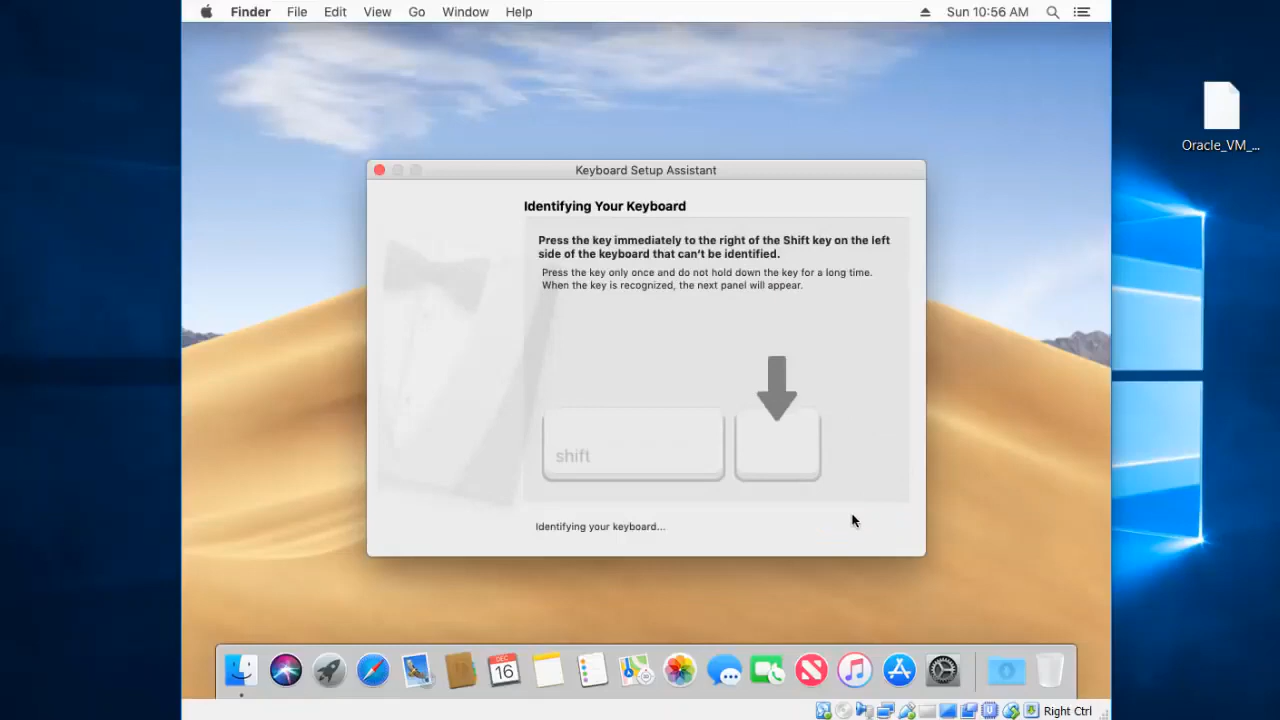 Finder File Edit View Go Window Help Sun 10:56 AM
Oracle_VM_...
Keyboard Setup Assistant
Identifying Your Keyboard
Press the key immediately to the right of the Shift key on the left
side of the keyboard that can't be identified.
Press the key only once and do not hold down the key for a long time.
When the key is recognized, the next panel will appear.
shift
Identifying your keyboard...
DEC
16
Right Ctrl